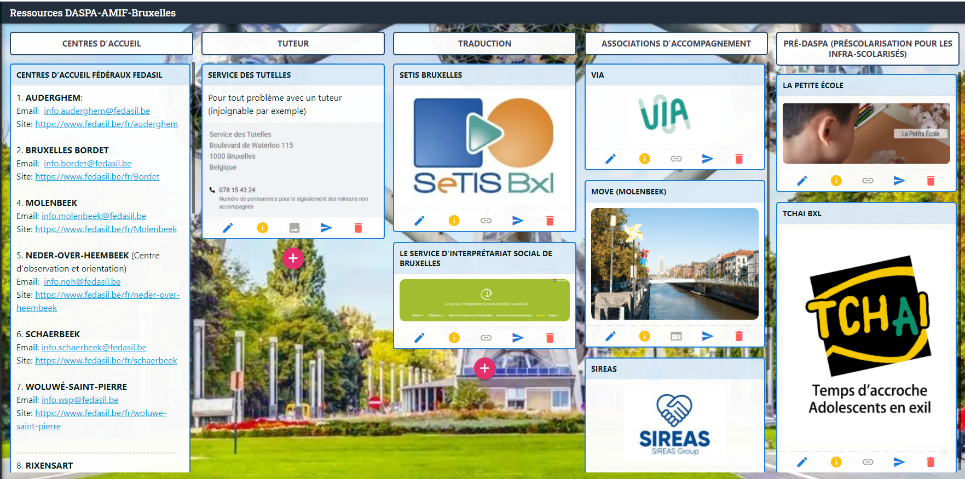 Ressources DASPA-AMIF-Bruxelles
CENTRES D'ACCUEIL
CENTRES D'ACCUEIL FÉDÉRAUX FEDASIL
1. AUDERGHEM:
Email: info.auderghem@fedasil.be
Site: https://www.fedasil.be/fr/auderghem
2. BRUXELLES BORDET
Email: info.bordet@fedasil.be
Site: https://www.fedasil.be/fr/Bordet
4. MOLENBEEK
Email: info.molenbeek@fedasil.be
Site: https://www.fedasil.be/fr/Molenbeek
5. NEDER-OVER-HEEMBEEK (Centre
d'observation et orientation)
Email: info.noh@fedasil.be
Site: https://www.fedasil.be/fr/neder-over-
heembeek
6. SCHAERBEEK
Email: info.schaerbeek@fedasil.be
Site: https://www.fedasil.be/fr/schaerbeek
7. WOLUWÉ-SAINT-PIERRE
Email: info.wsp@fedasil.be
Site: https://www.fedasil.be/fr/woluwe-
saint-pierre
8. RIXENSART
TUTEUR
SERVICE DES TUTELLES
Pour tout problème avec un tuteur
(injoignable par exemple)
Service des Tutelles
Boulevard de Waterloo 115
1000 Bruxelles
Belgique
078 15 43 24
Numéro de permanence pour le signalement des mineurs non
accompagnés.
TRADUCTION
SETIS BRUXELLES
SeTIS Bxl
LE SERVICE D'INTERPRÉTARIAT SOCIAL DE
BRUXELLES
ASSOCIATIONS D'ACCOMPAGNEMENT
VIA
VIA
MOVE (MOLENBEEK)
SIREAS
SIREAS
SIREAS Group
PRÉ-DASPA (PRÉSCOLARISATION POUR LES
INFRA-SCOLARISÉS)
LA PETITE ÉCOLE
La Petite École
TCHAI BXL
TCHAI
Temps d'accroche
Adolescents en exil